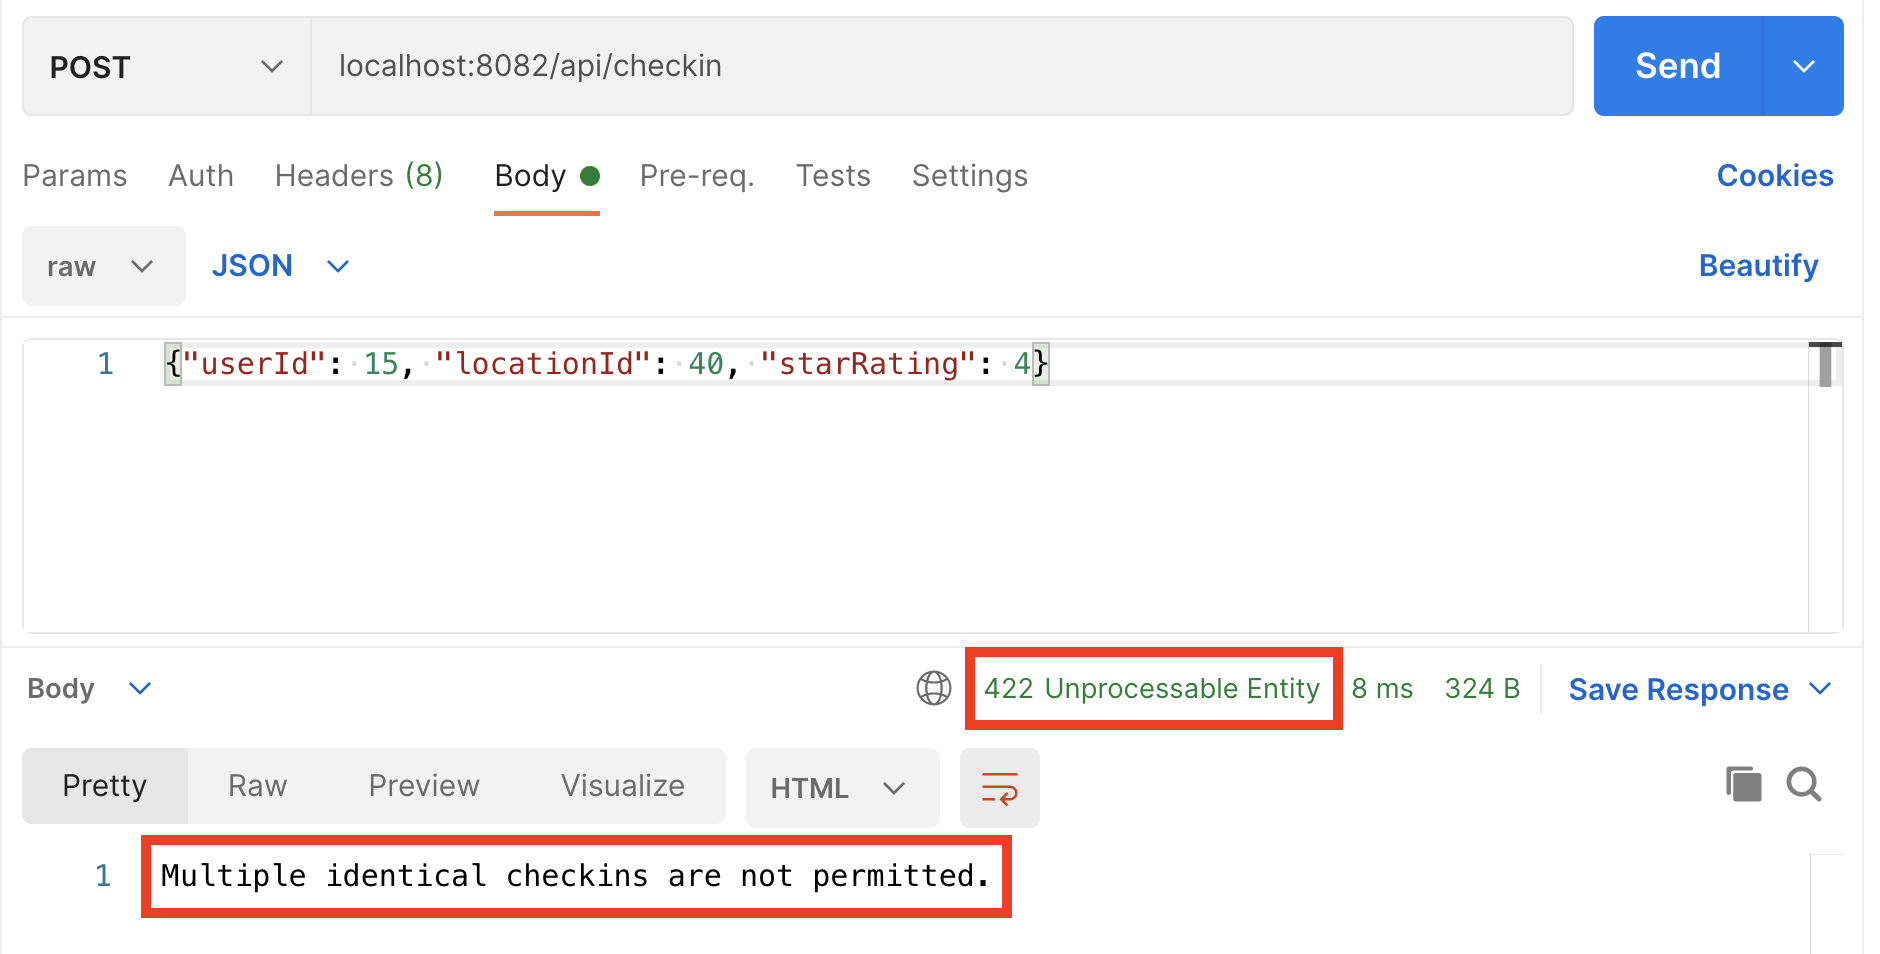 POST localhost:8082/api/checkin Send
Params Auth Headers (8) Body Pre-req. Tests Settings Cookies
raw JSON Beautify
1 {"userId": 15, "locationId": 40, "starRating": 4}
Body 422 Unprocessable Entity 8 ms 324 B Save Response
Pretty Raw Preview Visualize HTML
1 Multiple identical checkins are not permitted.